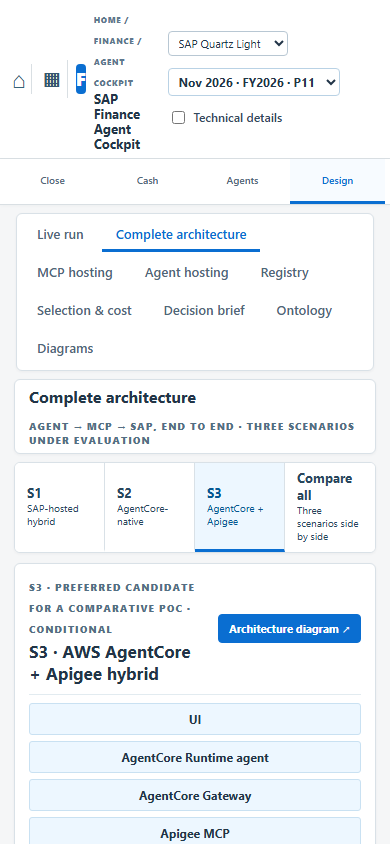 HOME /
FINANCE /
AGENT
COCKPIT
F
SAP
Finance
Agent
Cockpit
SAP Quartz Light
Nov 2026 · FY2026 · P11
Technical details
Close
Cash
Agents
Design
Live run
Complete architecture
MCP hosting
Agent hosting
Registry
Selection & cost
Decision brief
Ontology
Diagrams
Complete architecture
AGENT → MCP → SAP, END TO END · THREE SCENARIOS
UNDER EVALUATION
S1
SAP-hosted
hybrid
S2
AgentCore-
native
S3
AgentCore +
Apigee
Compare
all
Three
scenarios side
by side
S3 · PREFERRED CANDIDATE
FOR A COMPARATIVE POC ·
CONDITIONAL
S3 · AWS AgentCore
+ Apigee hybrid
Architecture diagram ↗
UI
AgentCore Runtime agent
AgentCore Gateway
Apigee MCP